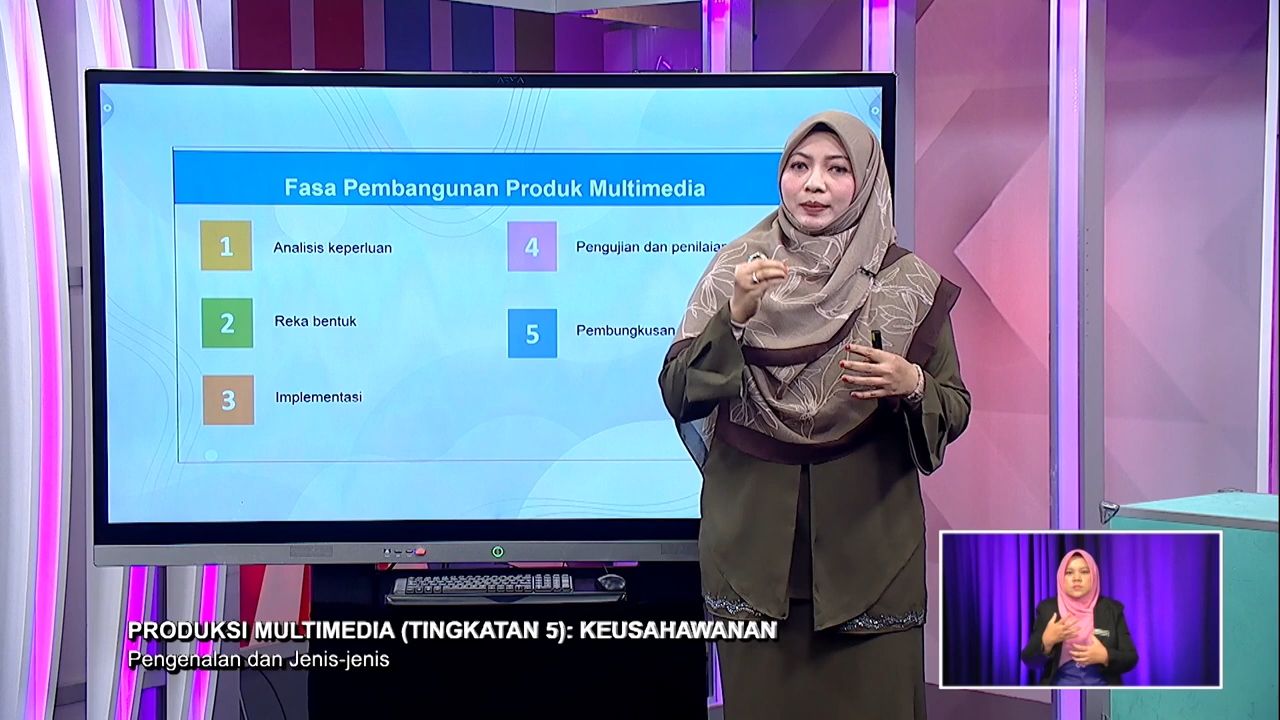 Fasa Pembangunan Produk Multimedia
1 Analisis keperluan
2 Reka bentuk
3 Implementasi
4 Pengujian dan penilaian
5 Pembungkusan
PRODUKSI MULTIMEDIA (TINGKATAN 5): KEUSAHAWANAN
Pengenalan dan Jenis-jenis